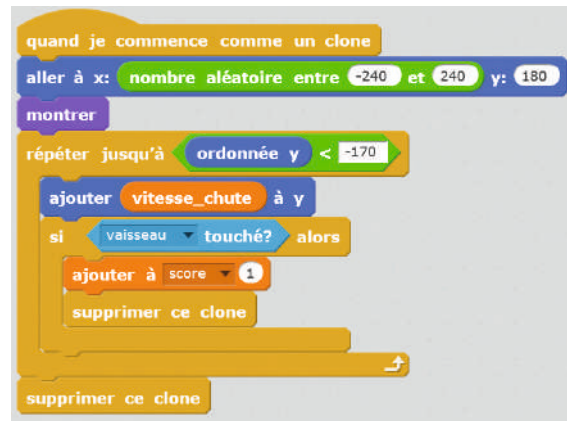 quand je commence comme un clone
aller à x: nombre aléatoire entre -240 et 240 y: 180
montrer
répéter jusqu'à ordonnée y < -170
ajouter vitesse_chute à y
si vaisseau touché? alors
ajouter à score 1
supprimer ce clone
supprimer ce clone